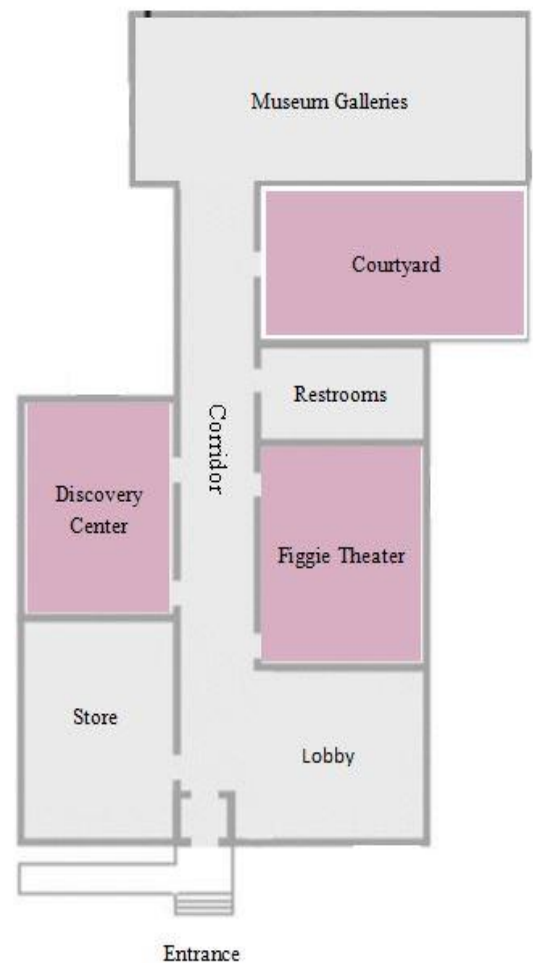 Museum Galleries
Courtyard
Restrooms
Corridor
Discovery
Center
Figgie Theater
Store
Lobby
Entrance